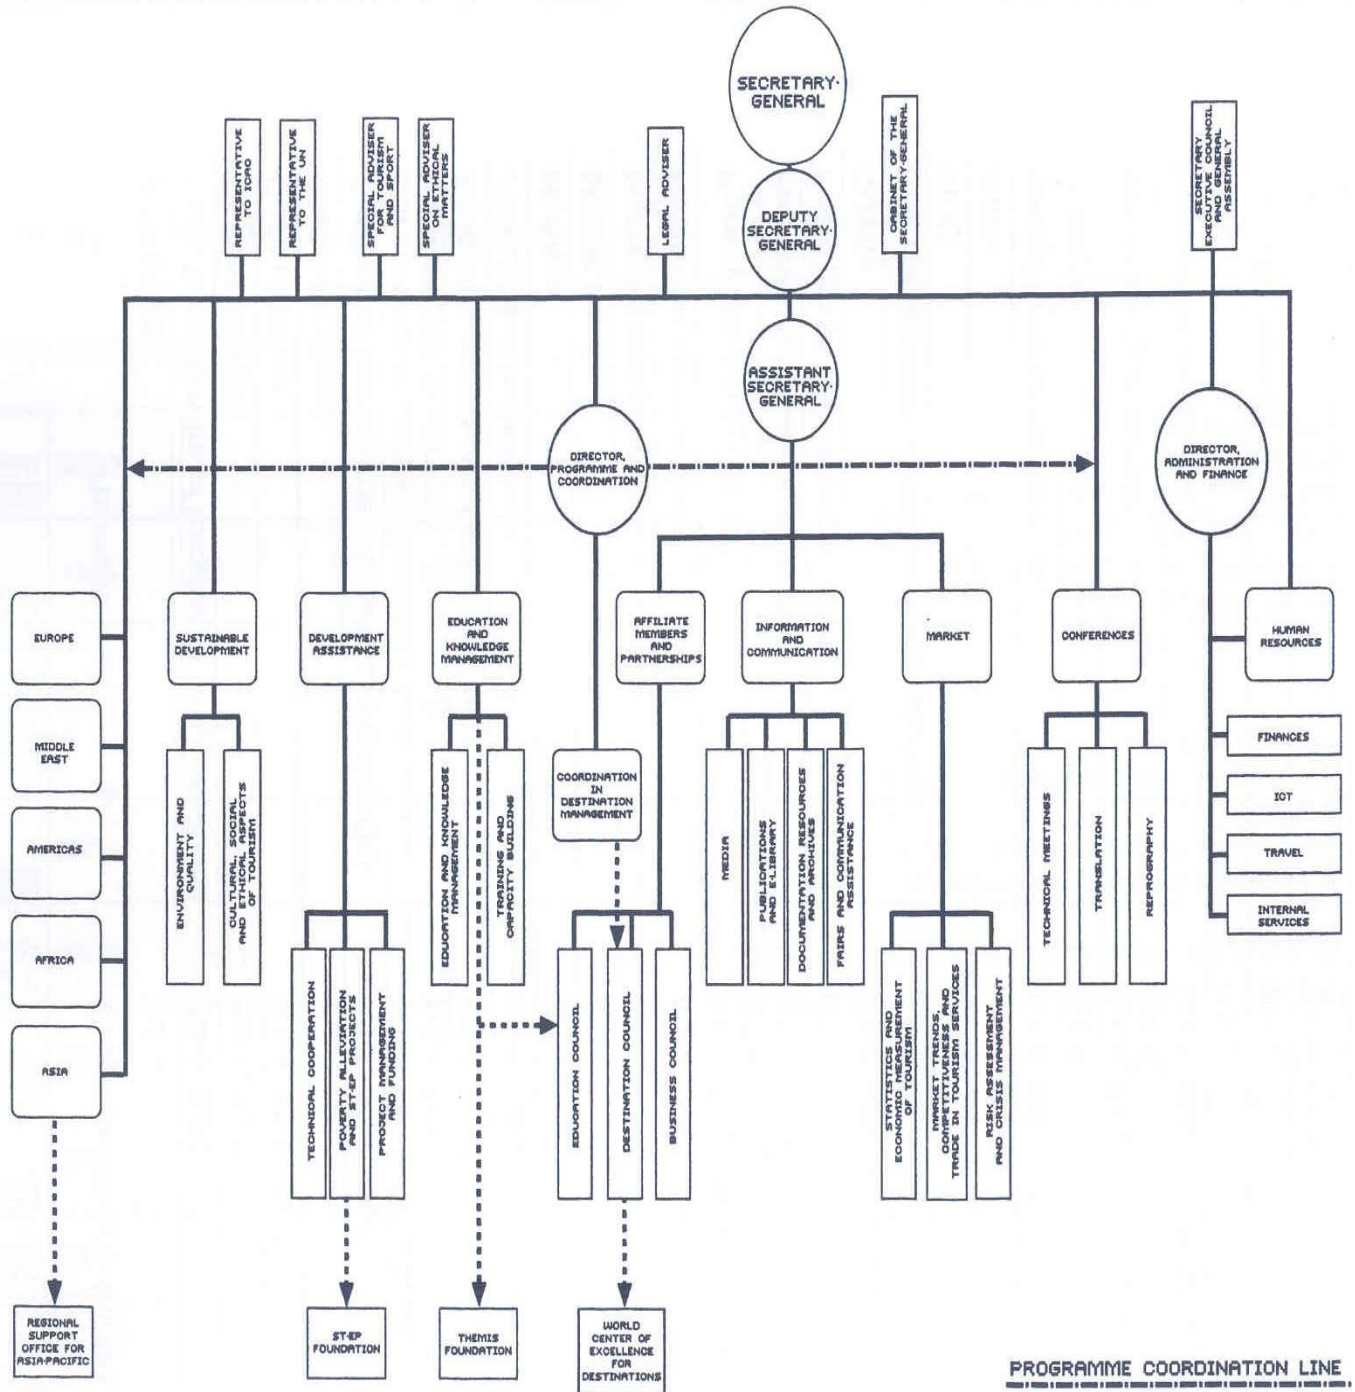 SECRETARY-
GENERAL
REPRESENTATIVE
TO ICAO
REPRESENTATIVE
TO THE UN
SPECIAL ADVISER
FOR TOURISM
AND SPORT
SPECIAL ADVISER
ON ETHICAL
MATTERS
LEGAL ADVISER
DEPUTY
SECRETARY-
GENERAL
CABINET OF THE
SECRETARY-GENERAL
SECRETARY
EXECUTIVE COUNCIL
AND GENERAL
ASSEMBLY
ASSISTANT
SECRETARY-
GENERAL
DIRECTOR,
PROGRAMME AND
COORDINATION
DIRECTOR,
ADMINISTRATION
AND FINANCE
EUROPE
MIDDLE
EAST
AMERICAS
AFRICA
ASIA
REGIONAL
SUPPORT
OFFICE FOR
ASIA-PACIFIC
SUSTAINABLE
DEVELOPMENT
ENVIRONMENT AND
QUALITY
CULTURAL, SOCIAL
AND ETHICAL ASPECTS
OF TOURISM
DEVELOPMENT
ASSISTANCE
TECHNICAL COOPERATION
POVERTY ALLEVIATION
AND ST-EP PROJECTS
PROJECT MANAGEMENT
AND FUNDING
ST-EP
FOUNDATION
EDUCATION
AND
KNOWLEDGE
MANAGEMENT
EDUCATION AND KNOWLEDGE
MANAGEMENT
TRAINING AND
CAPACITY BUILDING
THEMIS
FOUNDATION
COORDINATION
IN
DESTINATION
MANAGEMENT
AFFILIATE
MEMBERS
AND
PARTNERSHIPS
EDUCATION COUNCIL
DESTINATION COUNCIL
BUSINESS COUNCIL
WORLD
CENTER OF
EXCELLENCE
FOR
DESTINATIONS
INFORMATION
AND
COMMUNICATION
MEDIA
PUBLICATIONS
AND E-LIBRARY
DOCUMENTATION RESOURCES
AND ARCHIVES
FAIRS AND COMMUNICATION
ASSISTANCE
MARKET
STATISTICS AND
ECONOMIC MEASUREMENT
OF TOURISM
MARKET TRENDS,
COMPETITIVENESS AND
TRADE IN TOURISM SERVICES
RISK ASSESSMENT
AND CRISIS MANAGEMENT
CONFERENCES
TECHNICAL MEETINGS
TRANSLATION
REPROGRAPHY
HUMAN
RESOURCES
FINANCES
ICT
TRAVEL
INTERNAL
SERVICES
PROGRAMME COORDINATION LINE